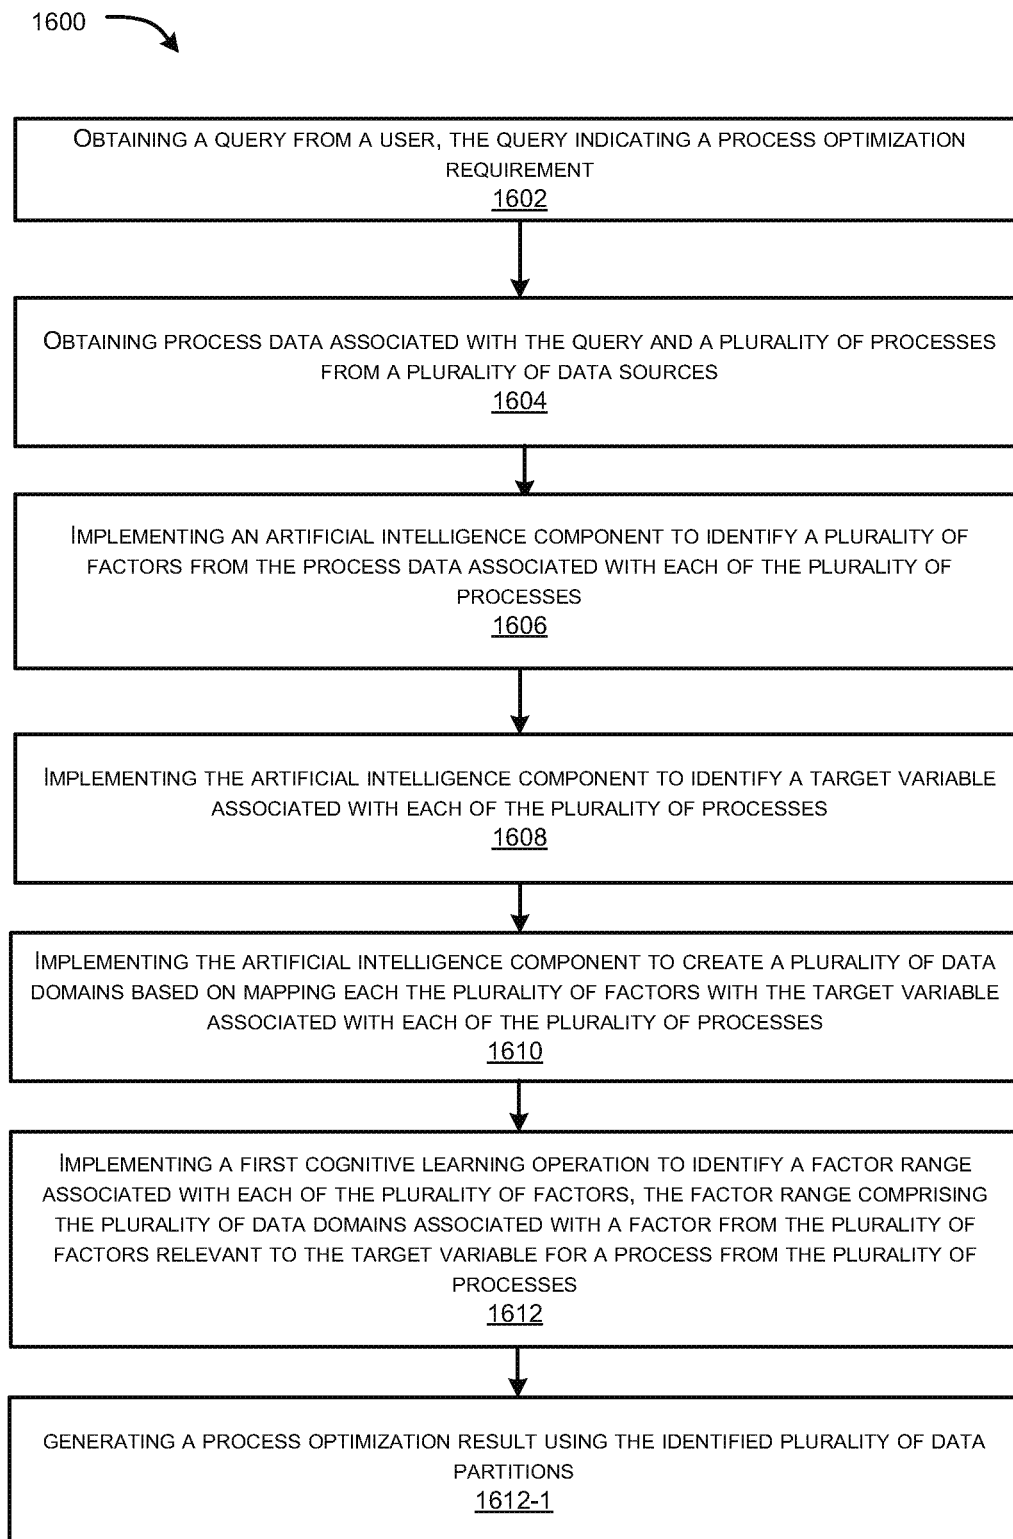 1600
OBTAINING A QUERY FROM A USER, THE QUERY INDICATING A PROCESS OPTIMIZATION
REQUIREMENT
1602
OBTAINING PROCESS DATA ASSOCIATED WITH THE QUERY AND A PLURALITY OF PROCESSES
FROM A PLURALITY OF DATA SOURCES
1604
IMPLEMENTING AN ARTIFICIAL INTELLIGENCE COMPONENT TO IDENTIFY A PLURALITY OF
FACTORS FROM THE PROCESS DATA ASSOCIATED WITH EACH OF THE PLURALITY OF
PROCESSES
1606
IMPLEMENTING THE ARTIFICIAL INTELLIGENCE COMPONENT TO IDENTIFY A TARGET VARIABLE
ASSOCIATED WITH EACH OF THE PLURALITY OF PROCESSES
1608
IMPLEMENTING THE ARTIFICIAL INTELLIGENCE COMPONENT TO CREATE A PLURALITY OF DATA
DOMAINS BASED ON MAPPING EACH THE PLURALITY OF FACTORS WITH THE TARGET VARIABLE
ASSOCIATED WITH EACH OF THE PLURALITY OF PROCESSES
1610
IMPLEMENTING A FIRST COGNITIVE LEARNING OPERATION TO IDENTIFY A FACTOR RANGE
ASSOCIATED WITH EACH OF THE PLURALITY OF FACTORS, THE FACTOR RANGE COMPRISING
THE PLURALITY OF DATA DOMAINS ASSOCIATED WITH A FACTOR FROM THE PLURALITY OF
FACTORS RELEVANT TO THE TARGET VARIABLE FOR A PROCESS FROM THE PLURALITY OF
PROCESSES
1612
GENERATING A PROCESS OPTIMIZATION RESULT USING THE IDENTIFIED PLURALITY OF DATA
PARTITIONS
1612-1